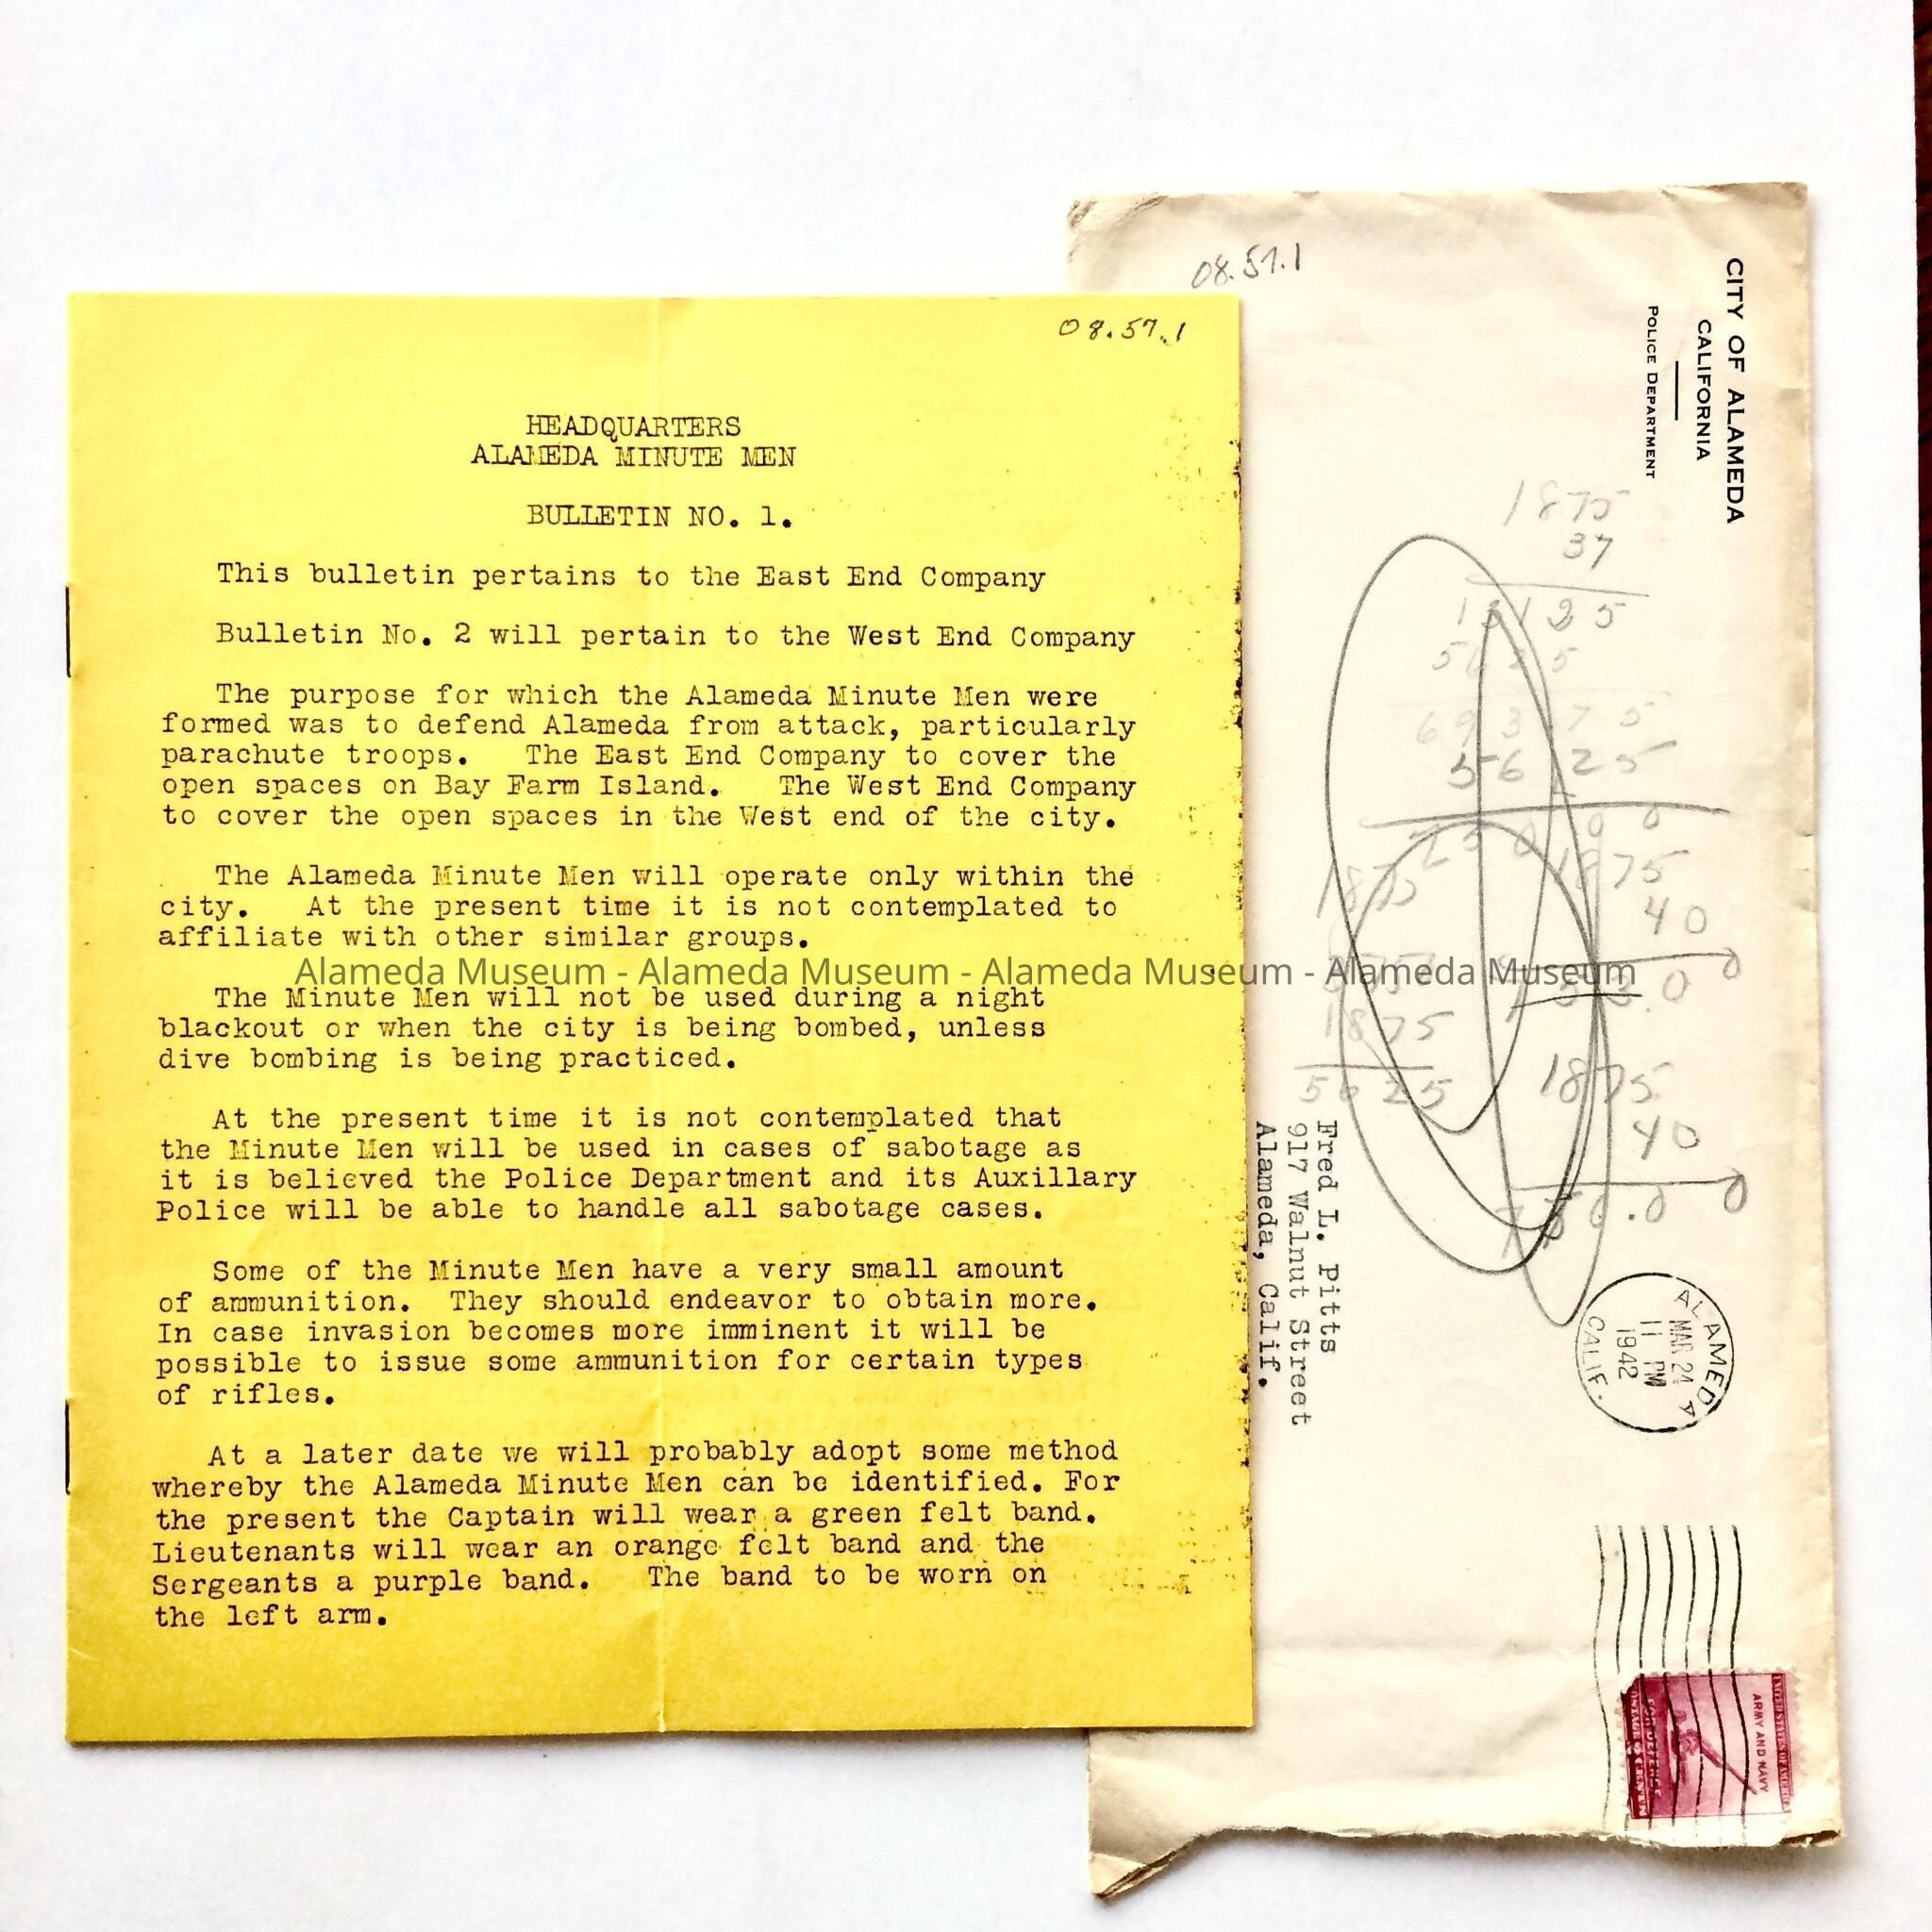 08.57.1
HEADQUARTERS
ALAMEDA MINUTE MEN
BULLETIN NO. 1.
This bulletin pertains to the East End Company
Bulletin No. 2 will pertain to the West End Company
The purpose for which the Alameda Minute Men were
formed was to defend Alameda from attack, particularly
parachute troops. The East End Company to cover the
open spaces on Bay Farm Island. The West End Company
to cover the open spaces in the West end of the city.
The Alameda Minute Men will operate only within the
city. At the present time it is not contemplated to
affiliate with other similar groups.
The Minute Men will not be used during a night
blackout or when the city is being bombed, unless
dive bombing is being practiced.
At the present time it is not contemplated that
the Minute Men will be used in cases of sabotage as
it is believed the Police Department and its Auxillary
Police will be able to handle all sabotage cases.
Some of the Minute Men have a very small amount
of ammunition. They should endeavor to obtain more.
In case invasion becomes more imminent it will be
possible to issue some ammunition for certain types
of rifles.
At a later date we will probably adopt some method
whereby the Alameda Minute Men can be identified. For
the present the Captain will wear a green felt band.
Lieutenants will wear an orange felt band and the
Sergeants a purple band. The band to be worn on
the left arm.
Alameda Museum - Alameda Museum - Alameda Museum - Alameda Museum
08.57.1
CITY OF ALAMEDA
CALIFORNIA
POLICE DEPARTMENT
1875
37
13125
69375
5625
1875
40
1875
1875
5625
1875
40
750.0
Fred L. Pitts
917 Walnut Street
Alameda, Calif.
ALAMEDA
MAR 24
11 PM
1942
CALIF.
UNITED STATES OF AMERICA
ARMY AND NAVY
FOR DEFENSE